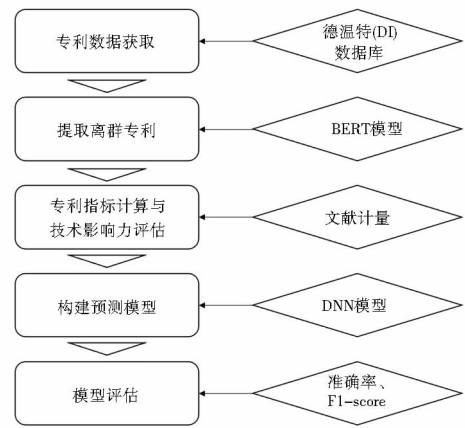 专利数据获取
德温特(DI)
数据库
提取离群专利
BERT模型
专利指标计算与
技术影响力评估
文献计量
构建预测模型
DNN模型
模型评估
准确率、
F1-score